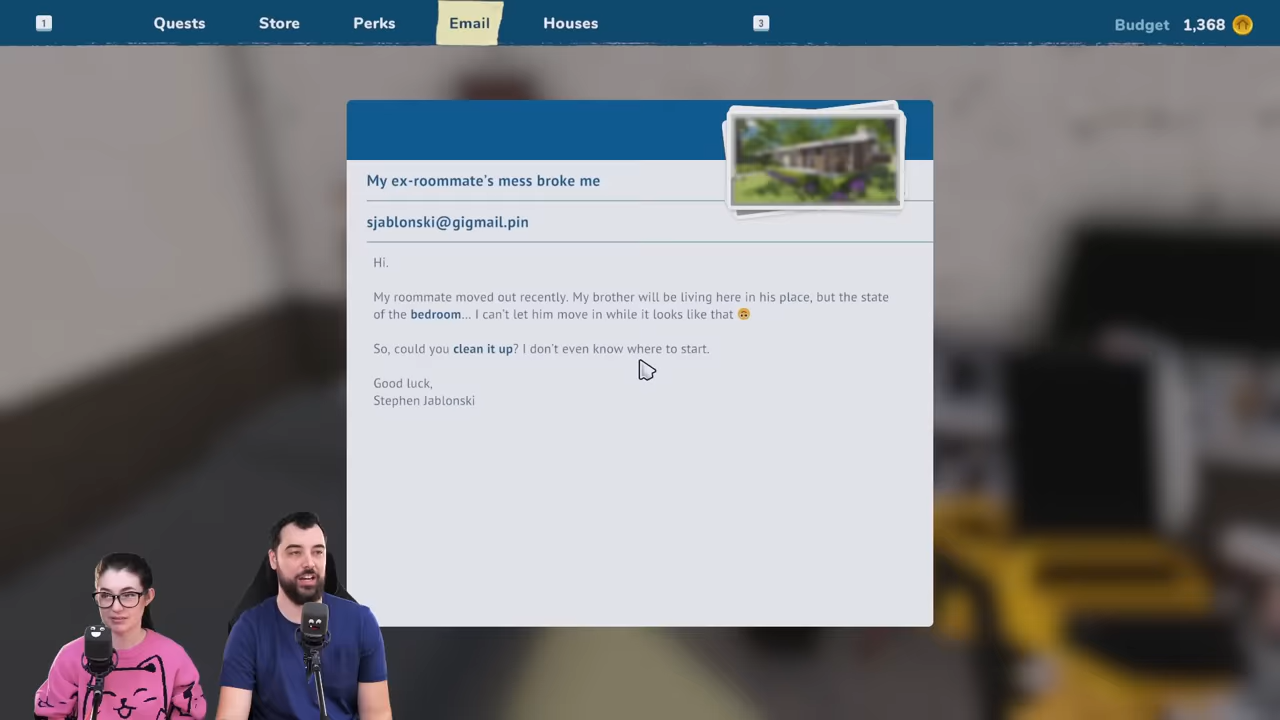 1 Quests Store Perks Email Houses 3 Budget 1,368
My ex-roommate's mess broke me
sjablonski@gigmail.pin
Hi.
My roommate moved out recently. My brother will be living here in his place, but the state
of the bedroom... I can't let him move in while it looks like that 🙃
So, could you clean it up? I don't even know where to start.
Good luck,
Stephen Jablonski